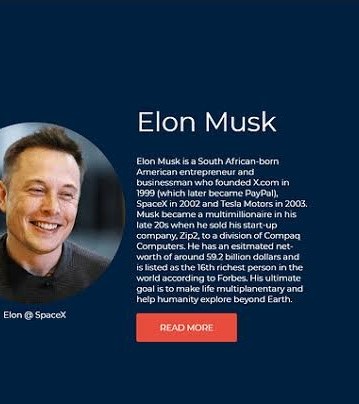 Elon Musk
Elon Musk is a South African-born
American entrepreneur and
businessman who founded X.com in
1999 (which later became PayPal),
SpaceX in 2002 and Tesla Motors in 2003.
Musk became a multimillionaire in his
late 20s when he sold his start-up
company, Zip2, to a division of Compaq
Computers. He has an esitmated net-
worth of around 59.2 billion dollars and
is listed as the 16th richest person in the
world according to Forbes. His ultimate
goal is to make life multiplanentary and
help humanity explore beyond Earth.
Elon @ SpaceX
READ MORE